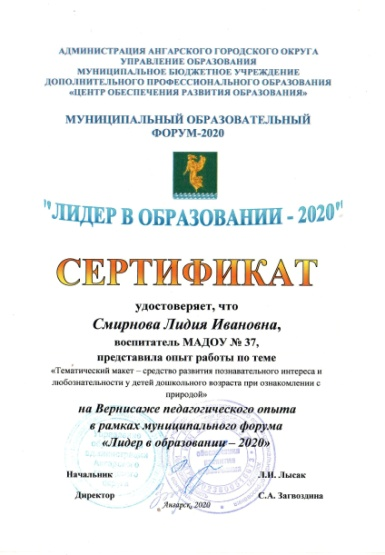 АДМИНИСТРАЦИЯ АНГАРСКОГО ГОРОДСКОГО ОКРУГА
УПРАВЛЕНИЕ ОБРАЗОВАНИЯ
МУНИЦИПАЛЬНОЕ БЮДЖЕТНОЕ УЧРЕЖДЕНИЕ
ДОПОЛНИТЕЛЬНОГО ПРОФЕССИОНАЛЬНОГО ОБРАЗОВАНИЯ
«ЦЕНТР ОБЕСПЕЧЕНИЯ РАЗВИТИЯ ОБРАЗОВАНИЯ»
МУНИЦИПАЛЬНЫЙ ОБРАЗОВАТЕЛЬНЫЙ
ФОРУМ-2020
"ЛИДЕР В ОБРАЗОВАНИИ - 2020"
СЕРТИФИКАТ
удостоверяет, что
Смирнова Лидия Ивановна,
воспитатель МАДОУ № 37,
представила опыт работы по теме
«Тематический макет – средство развития познавательного интереса и
любознательности у детей дошкольного возраста при ознакомлении с
природой»
на Вернисаже педагогического опыта
в рамках муниципального форума
«Лидер в образовании – 2020»
Начальник Л.И. Лысак
Директор С.А. Загвоздина
Ангарск, 2020